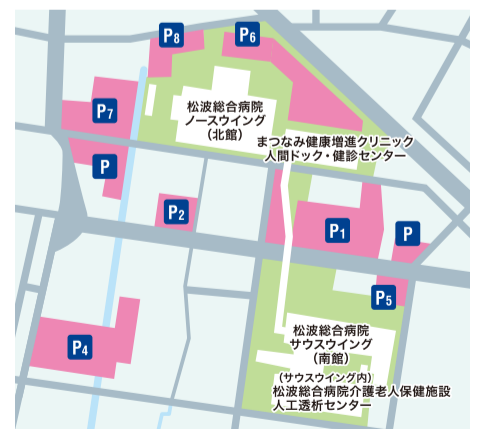 P8
P6
松波総合病院
ノースウイング
（北館）
P7
まつなみ健康増進クリニック
人間ドック・健診センター
P
P2
P1
P
P5
松波総合病院
サウスウイング
（南館）
P4
（サウスウイング内）
松波総合病院介護老人保健施設
人工透析センター